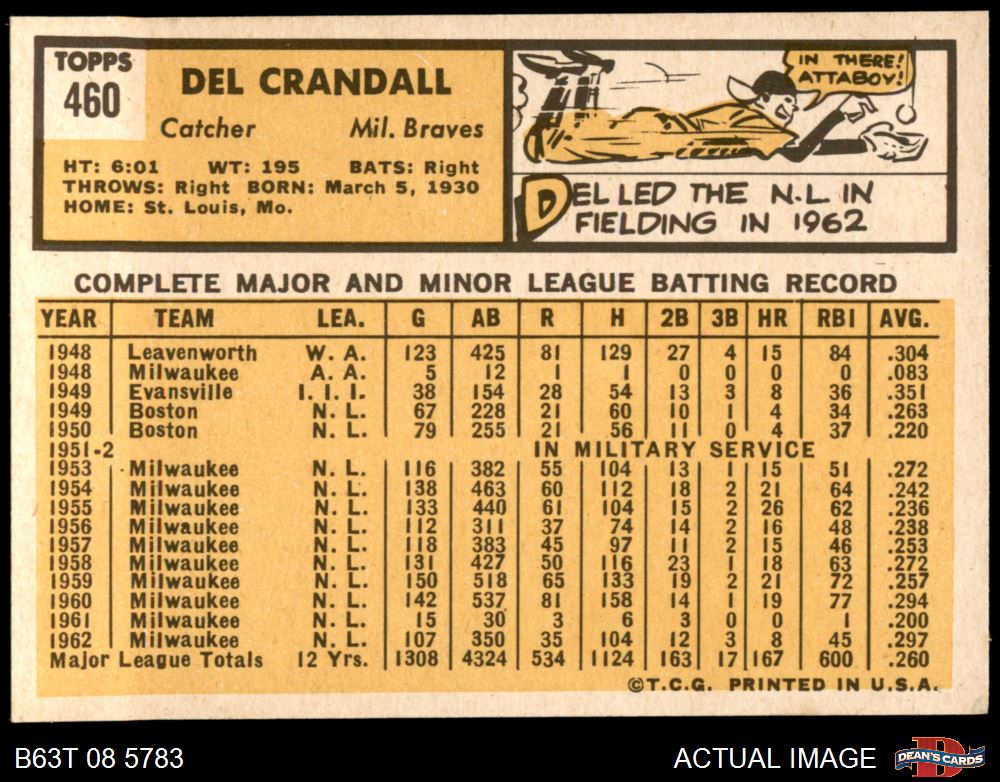 TOPPS
460
DEL CRANDALL
Catcher Mil. Braves
HT: 6:01 WT: 195 BATS: Right
THROWS: Right BORN: March 5, 1930
HOME: St. Louis, Mo.
IN THERE!
ATTABOY!
DEL LED THE N.L. IN
FIELDING IN 1962
COMPLETE MAJOR AND MINOR LEAGUE BATTING RECORD
YEAR TEAM LEA. G AB R H 2B 3B HR RBI AVG.
1948 Leavenworth W. A. 123 425 81 129 27 4 15 84 .304
1948 Milwaukee A. A. 5 12 1 1 0 0 0 0 .083
1949 Evansville I. I. I. 38 154 28 54 13 3 8 36 .351
1949 Boston N. L. 67 228 21 60 10 1 4 34 .263
1950 Boston N. L. 79 255 21 56 11 0 4 37 .220
1951-2 IN MILITARY SERVICE
1953 Milwaukee N. L. 116 382 55 104 13 1 15 51 .272
1954 Milwaukee N. L. 138 463 60 112 18 2 21 64 .242
1955 Milwaukee N. L. 133 440 61 104 15 2 26 62 .236
1956 Milwaukee N. L. 112 311 37 74 14 2 16 48 .238
1957 Milwaukee N. L. 118 383 45 97 11 2 15 46 .253
1958 Milwaukee N. L. 131 427 50 116 23 1 18 63 .272
1959 Milwaukee N. L. 150 518 65 133 19 2 21 72 .257
1960 Milwaukee N. L. 142 537 81 158 14 1 19 77 .294
1961 Milwaukee N. L. 15 30 3 6 3 0 0 1 .200
1962 Milwaukee N. L. 107 350 35 104 12 3 8 45 .297
Major League Totals 12 Yrs. 1308 4324 534 1124 163 17 167 600 .260
©T.C.G. PRINTED IN U.S.A.
B63T 08 5783 ACTUAL IMAGE D DEAN'S CARDS